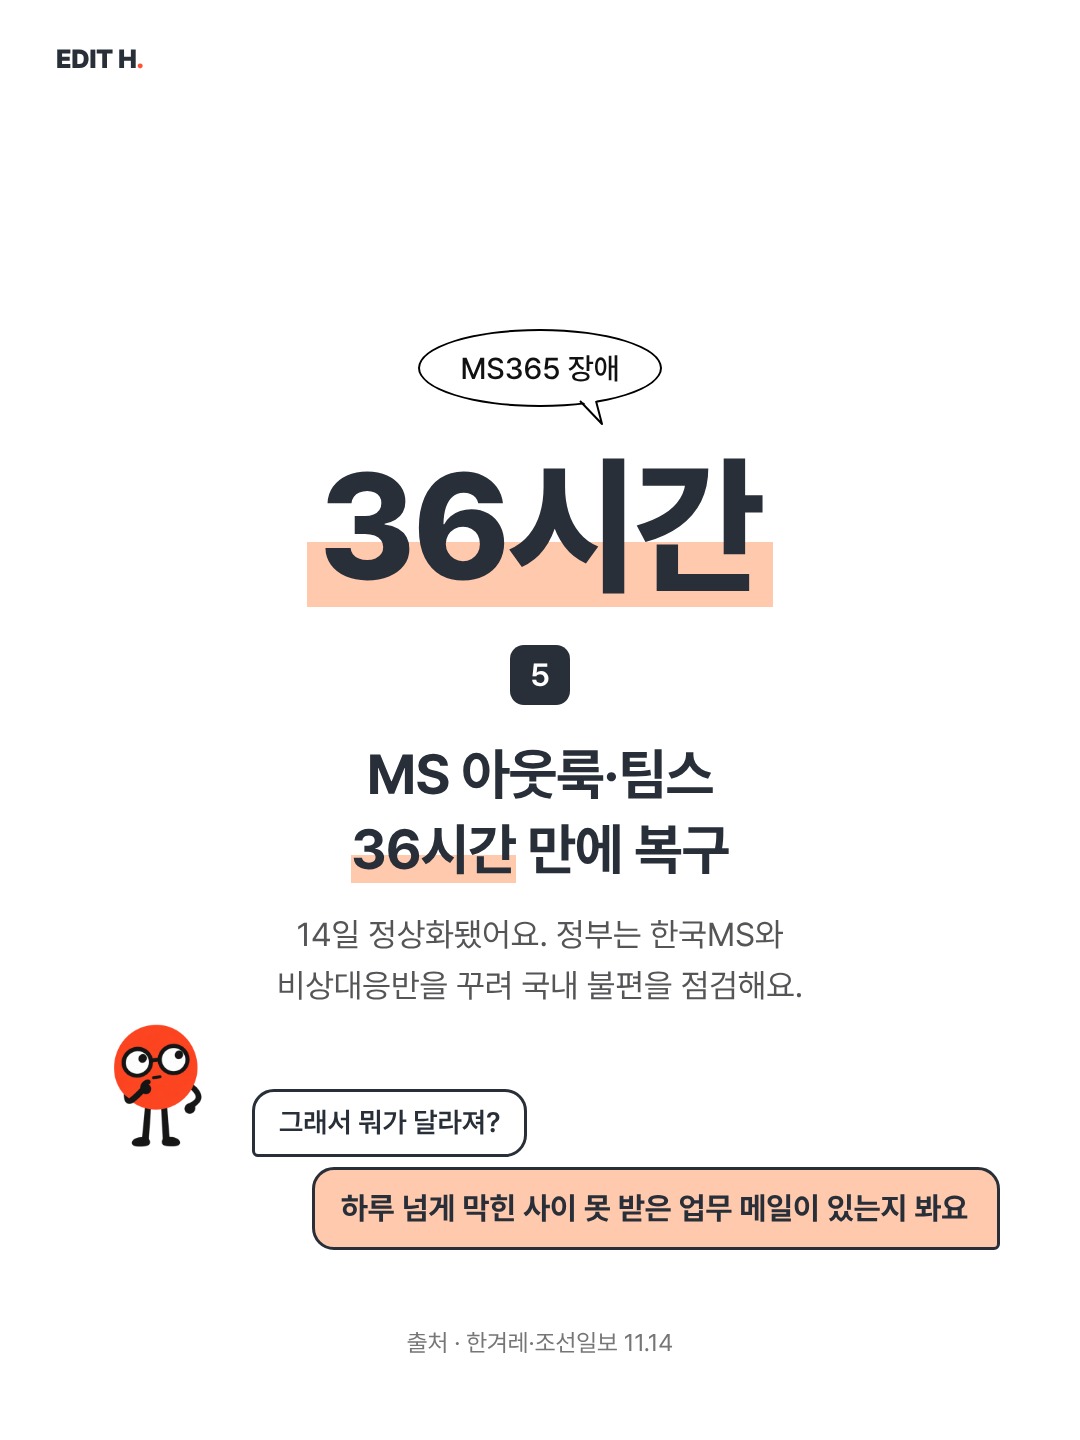 EDIT H.
MS365 장애
36시간
5
MS 아웃룩·팀스
36시간 만에 복구
14일 정상화됐어요. 정부는 한국MS와
비상대응반을 꾸려 국내 불편을 점검해요.
그래서 뭐가 달라져?
하루 넘게 막힌 사이 못 받은 업무 메일이 있는지 봐요
출처 · 한겨레·조선일보 11.14